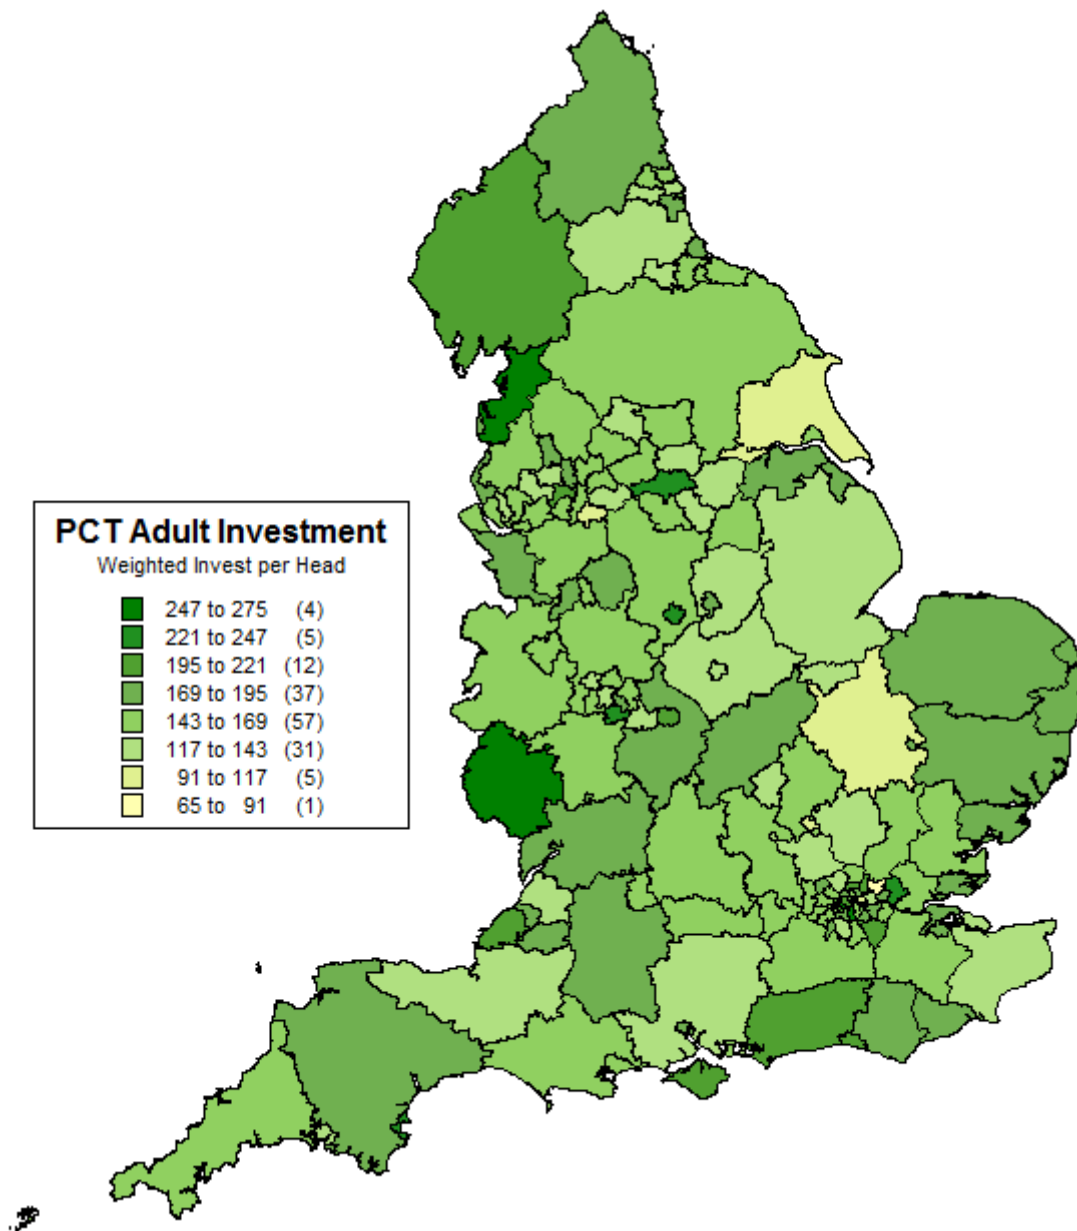 PCT Adult Investment
Weighted Invest per Head
247 to 275 (4)
221 to 247 (5)
195 to 221 (12)
169 to 195 (37)
143 to 169 (57)
117 to 143 (31)
91 to 117 (5)
65 to 91 (1)